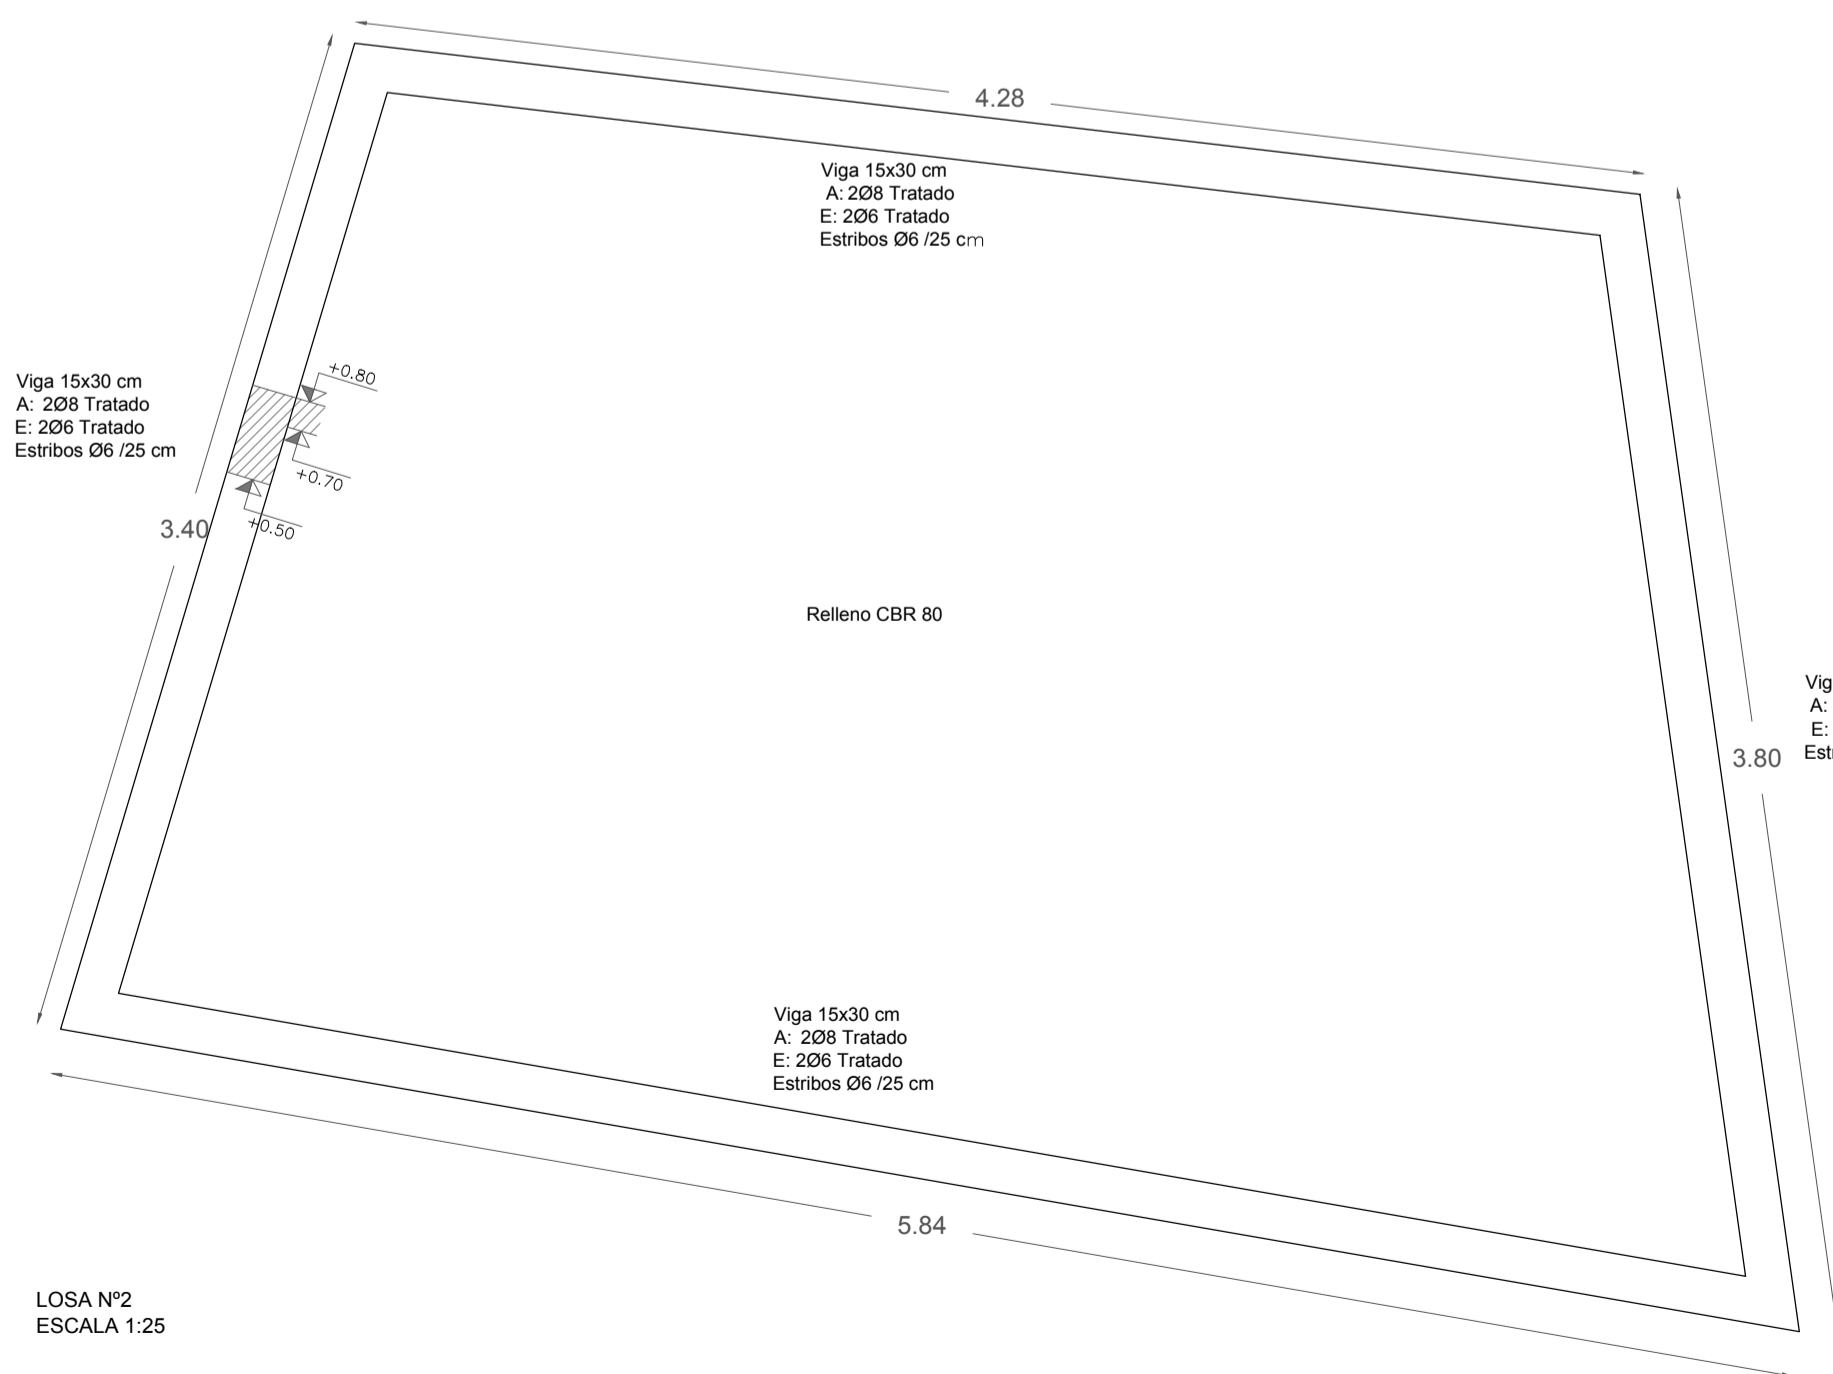 4.28
Viga 15x30 cm
A: 2Ø8 Tratado
E: 2Ø6 Tratado
Estribos Ø6 /25 cm
+0.80
Viga 15x30 cm
A: 2Ø8 Tratado
E: 2Ø6 Tratado
Estribos Ø6 /25 cm
+0.70
+0.50
3.40
Relleno CBR 80
A:
E:
3.80
Viga 15x30 cm
A: 2Ø8 Tratado
E: 2Ø6 Tratado
Estribos Ø6 /25 cm
5.84
LOSA Nº2
ESCALA 1:25